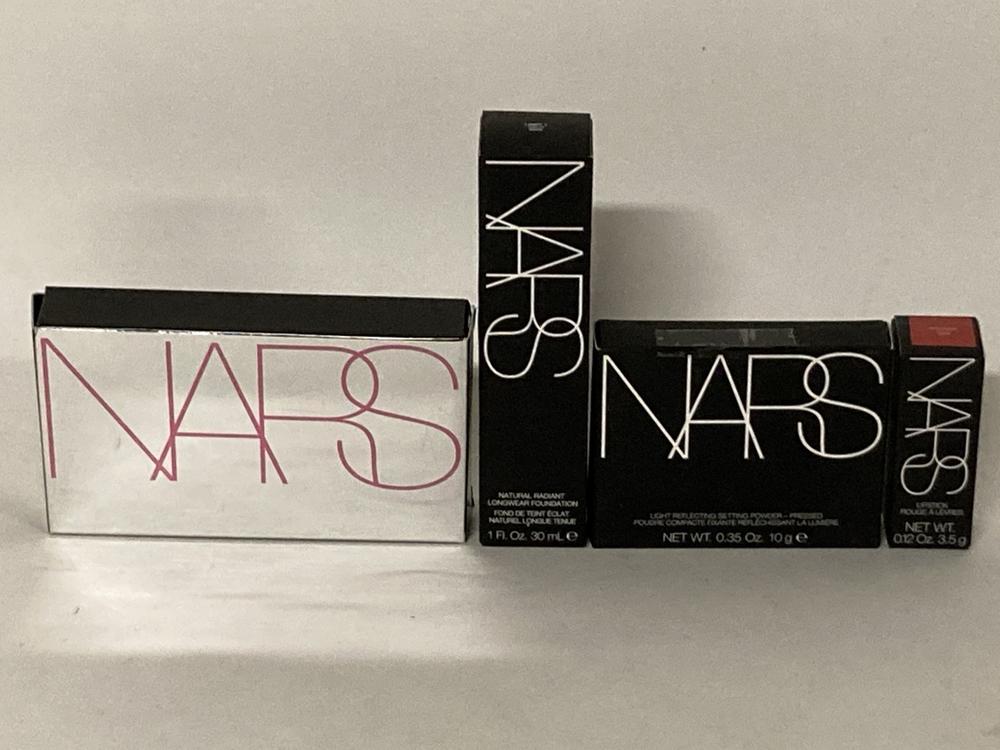 NARS
NARS
NATURAL RADIANT
LONGWEAR FOUNDATION
FOND DE TEINT ÉCLAT
NATUREL LONGUE TENUE
1 Fl. Oz. 30 mL ℮
NARS
LIGHT REFLECTING SETTING POWDER – PRESSED
POUDRE COMPACTE FIXANTE RÉFLÉCHISSANT LA LUMIÈRE
NET WT. 0.35 Oz. 10 g ℮
NARS
LIPSTICK
ROUGE À LÈVRES
NET WT.
0.12 Oz. 3.5 g